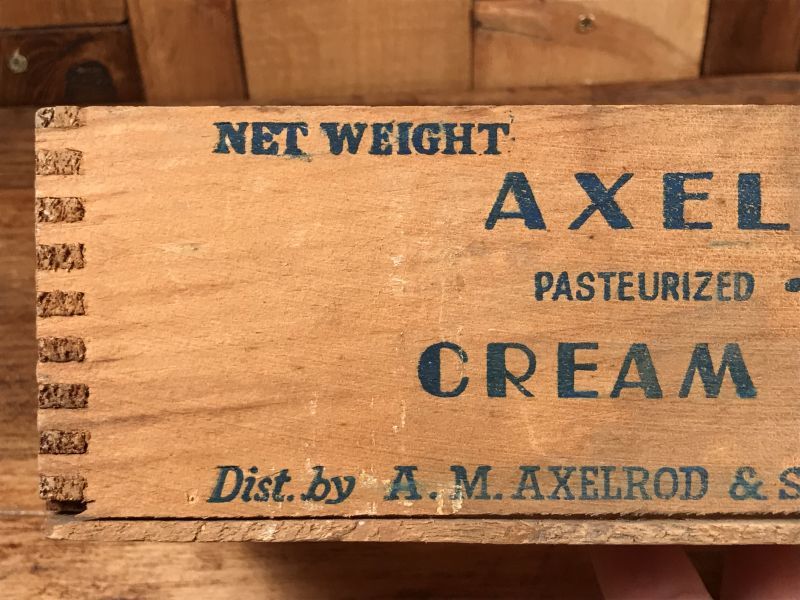 NET WEIGHT
AXEL
PASTEURIZED
CREAM
Dist. by A. M. AXELROD & S